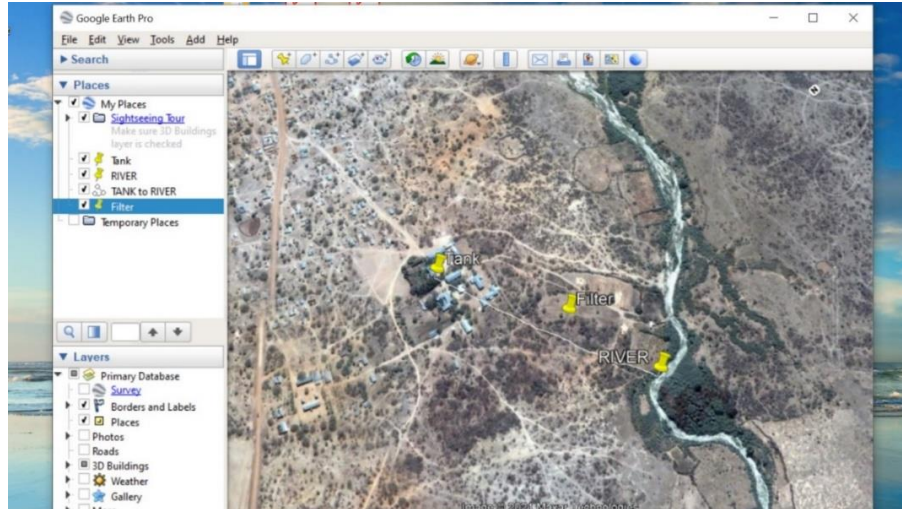 Google Earth Pro
File Edit View Tools Add Help
Search
Places
My Places
Sightseeing Tour
Make sure 3D Buildings
layer is checked
Tank
RIVER
TANK to RIVER
Filter
Temporary Places
Tank
Filter
RIVER
Layers
Primary Database
Survey
Borders and Labels
Places
Photos
Roads
3D Buildings
Weather
Gallery